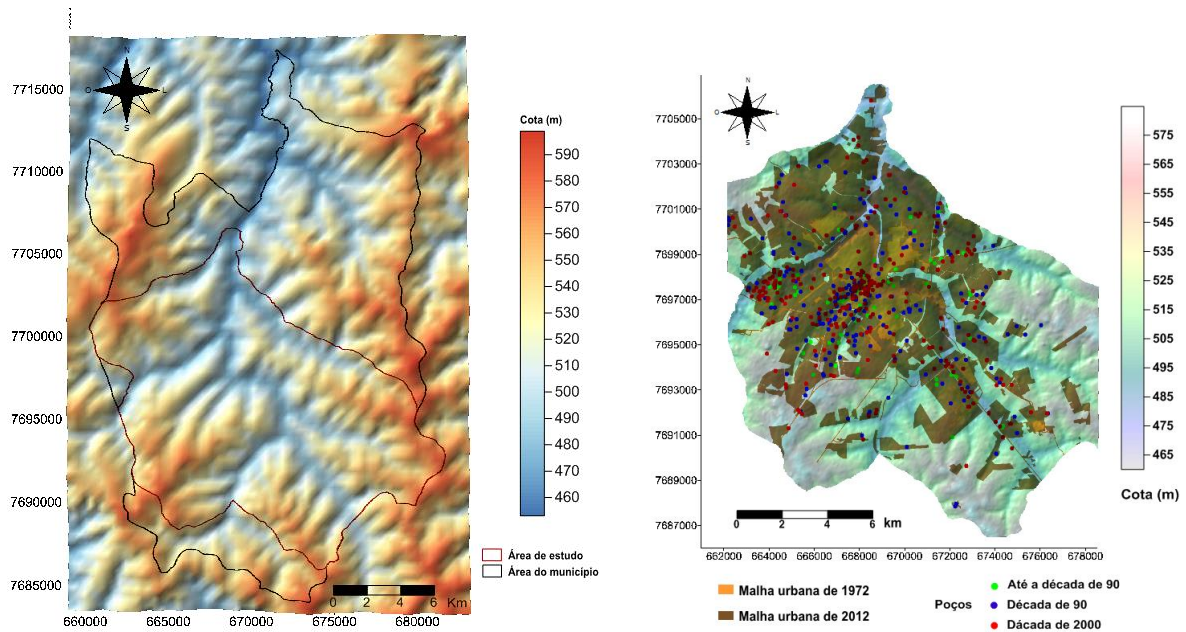 N
O
L
S
7715000
7710000
7705000
7700000
7695000
7690000
7685000
660000 665000 670000 675000 680000
0 2 4 6 Km
Cota (m)
590
580
570
560
550
540
530
520
510
500
490
480
470
460
Área de estudo
Área do município
N
O
L
S
7705000
7703000
7701000
7699000
7697000
7695000
7693000
7691000
7689000
7687000
662000 664000 666000 668000 670000 672000 674000 676000 678000
0 2 4 6 km
575
565
555
545
535
525
515
505
495
485
475
465
Cota (m)
Malha urbana de 1972
Malha urbana de 2012
Poços
Até a década de 90
Década de 90
Dácada de 2000